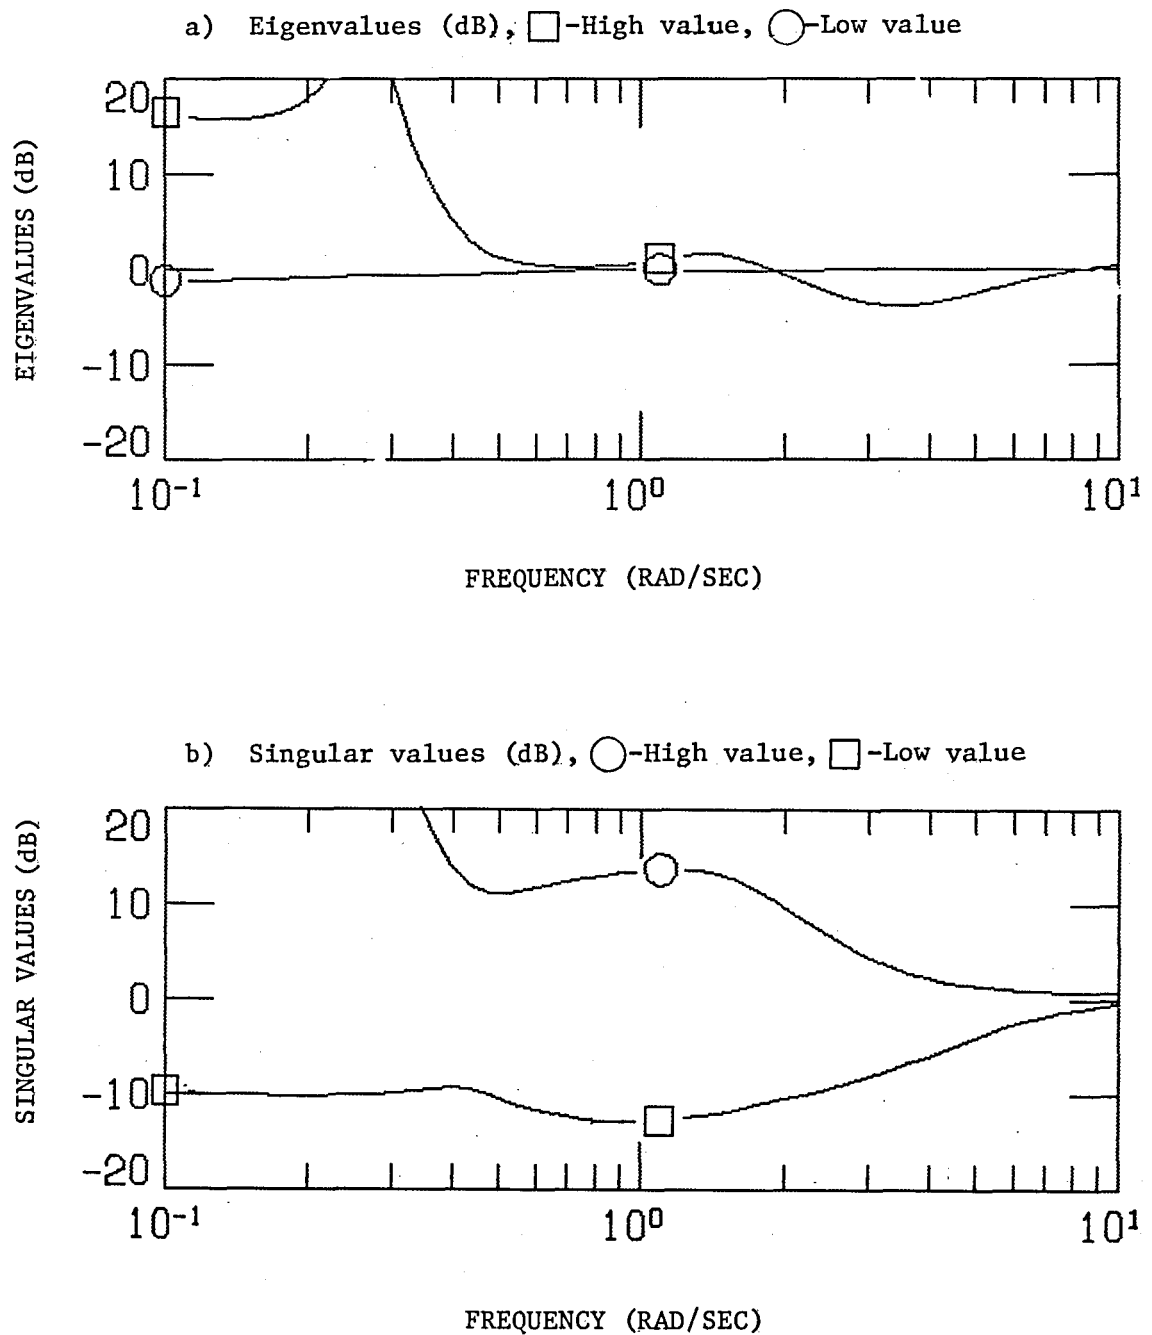 a) Eigenvalues (dB), □-High value, ○-Low value
20
10
0
-10
-20
EIGENVALUES (dB)
10⁻¹ 10⁰ 10¹
FREQUENCY (RAD/SEC)
b) Singular values (dB), ○-High value, □-Low value
20
10
0
-10
-20
SINGULAR VALUES (dB)
10⁻¹ 10⁰ 10¹
FREQUENCY (RAD/SEC)